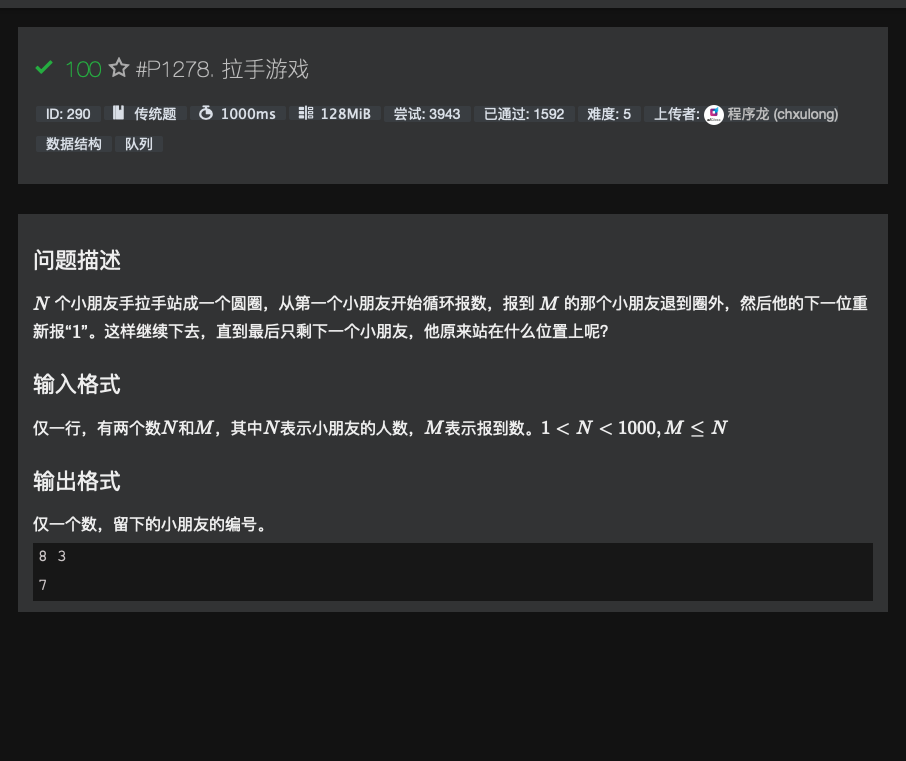 100 #P1278. 拉手游戏
ID: 290 传统题 1000ms 128MiB 尝试: 3943 已通过: 1592 难度: 5 上传者: 程序龙 (chxulong)
数据结构 队列
问题描述
N 个小朋友手拉手站成一个圆圈，从第一个小朋友开始循环报数，报到 M 的那个小朋友退到圈外，然后他的下一位重
新报“1”。这样继续下去，直到最后只剩下一个小朋友，他原来站在什么位置上呢?
输入格式
仅一行，有两个数N和M，其中N表示小朋友的人数，M表示报到数。1 < N < 1000, M ≤ N
输出格式
仅一个数，留下的小朋友的编号。
8 3
7